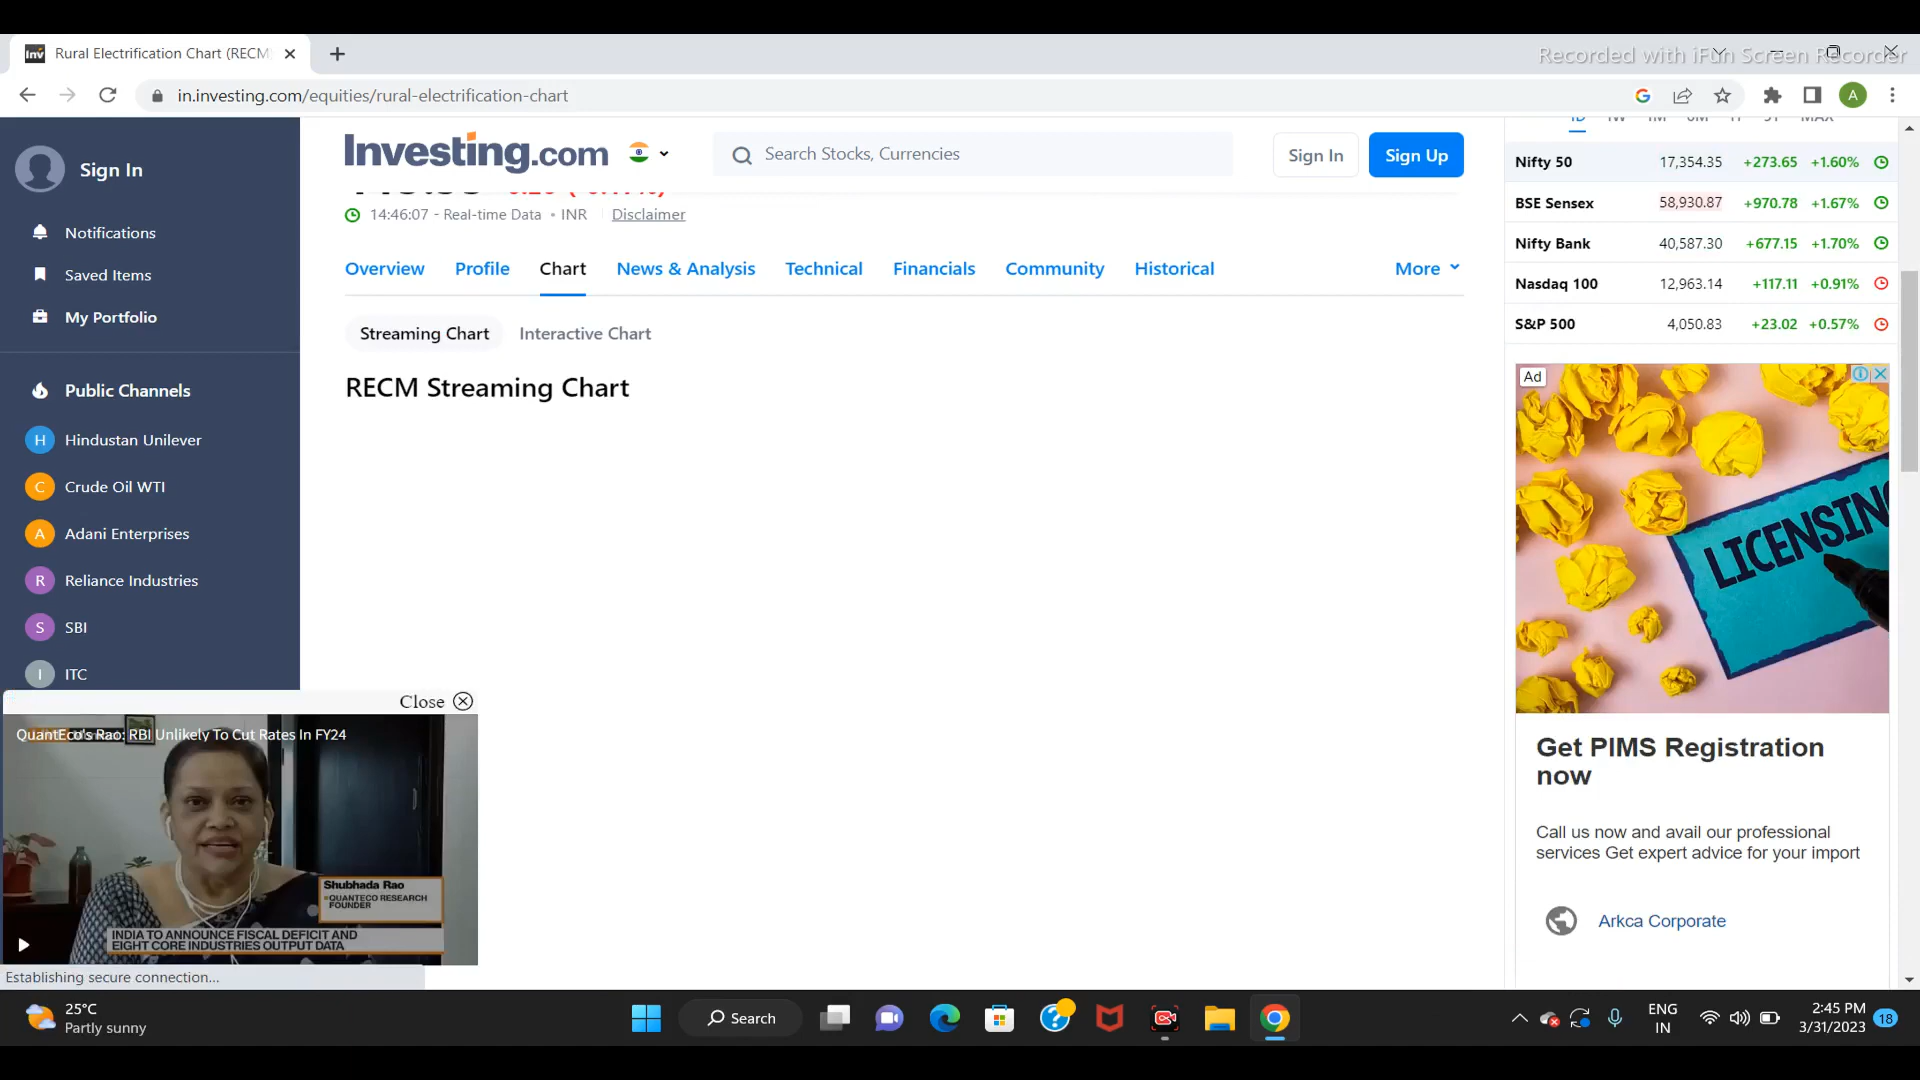 Rural Electrification Chart (RECM
Recorded with iFun Screen Recorder
in.investing.com/equities/rural-electrification-chart
A
Sign In
Notifications
Saved Items
My Portfolio
Public Channels
H Hindustan Unilever
C Crude Oil WTI
A Adani Enterprises
R Reliance Industries
S SBI
I ITC
Investing.com
Search Stocks, Currencies
Sign In
Sign Up
14:46:07 - Real-time Data • INR
Disclaimer
Overview Profile Chart News & Analysis Technical Financials Community Historical More
Streaming Chart Interactive Chart
RECM Streaming Chart
1D 1W 1M 6M 1Y 5Y MAX
Nifty 50 17,354.35 +273.65 +1.60%
BSE Sensex 58,930.87 +970.78 +1.67%
Nifty Bank 40,587.30 +677.15 +1.70%
Nasdaq 100 12,963.14 +117.11 +0.91%
S&P 500 4,050.83 +23.02 +0.57%
Ad
LICENSING
Get PIMS Registration
now
Call us now and avail our professional
services Get expert advice for your import
Arkca Corporate
Close
QuantEco's Rao: RBI Unlikely To Cut Rates In FY24
Shubhada Rao
QUANTECO RESEARCH
FOUNDER
INDIA TO ANNOUNCE FISCAL DEFICIT AND
EIGHT CORE INDUSTRIES OUTPUT DATA
Establishing secure connection...
25°C
Partly sunny
Search
ENG
IN
2:45 PM
3/31/2023
18